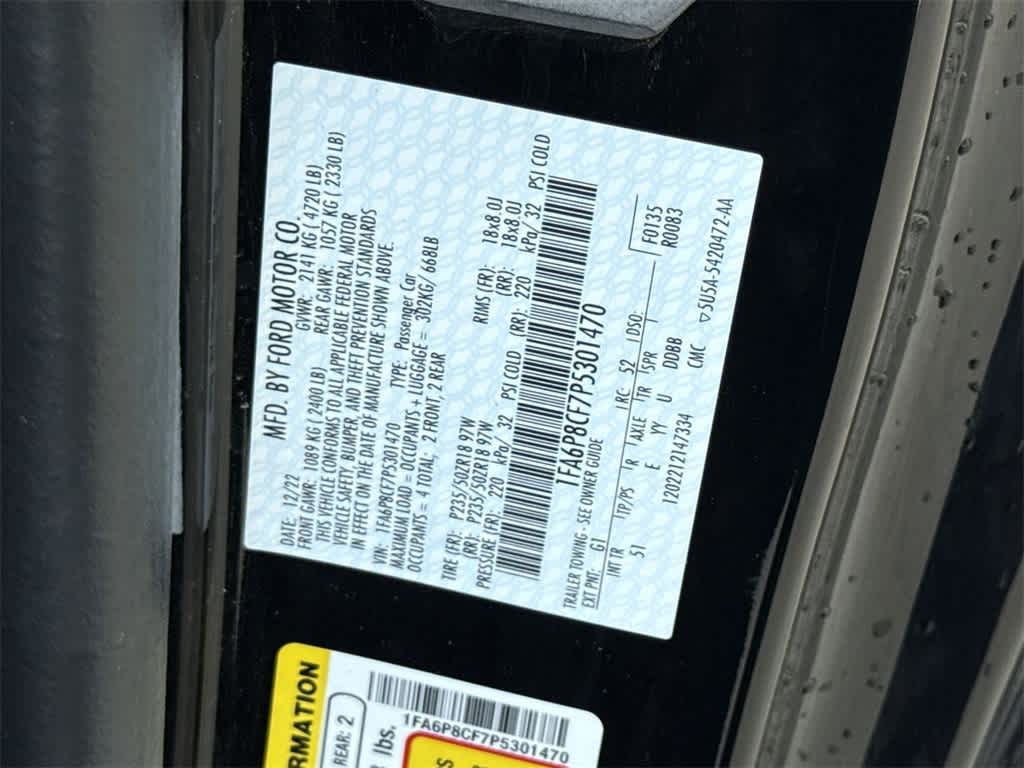 MFD. BY FORD MOTOR CO.
DATE: 12/22 GVWR: 2141 KG ( 4720 LB)
FRONT GAWR: 1089 KG ( 2400 LB) REAR GAWR: 1057 KG ( 2330 LB)
THIS VEHICLE CONFORMS TO ALL APPLICABLE FEDERAL MOTOR
VEHICLE SAFETY, BUMPER, AND THEFT PREVENTION STANDARDS
IN EFFECT ON THE DATE OF MANUFACTURE SHOWN ABOVE.
VIN: 1FA6P8CF7P5301470 TYPE: Passenger Car
MAXIMUM LOAD = OCCUPANTS + LUGGAGE = 302KG/ 668LB
OCCUPANTS = 4 TOTAL; 2 FRONT, 2 REAR
TIRE (FR): P235/50ZR18 97W RIMS (FR): 18x8.0J
(RR): P235/50ZR18 97W (RR): 18x8.0J
PRESSURE (FR): 220 kPa/ 32 PSI COLD (RR): 220 kPa/ 32 PSI COLD
1FA6P8CF7P5301470
TRAILER TOWING - SEE OWNER GUIDE
EXT PNT: G1 RC: 52 DSO: F0135
INT TR TP/PS R AXLE TR SPR R00B3
51 E YY U DDBB
1202212147334 CMC ▽5U5A-5420472-AA
RMATION
REAR: 2
lbs.
1FA6P8CF7P5301470